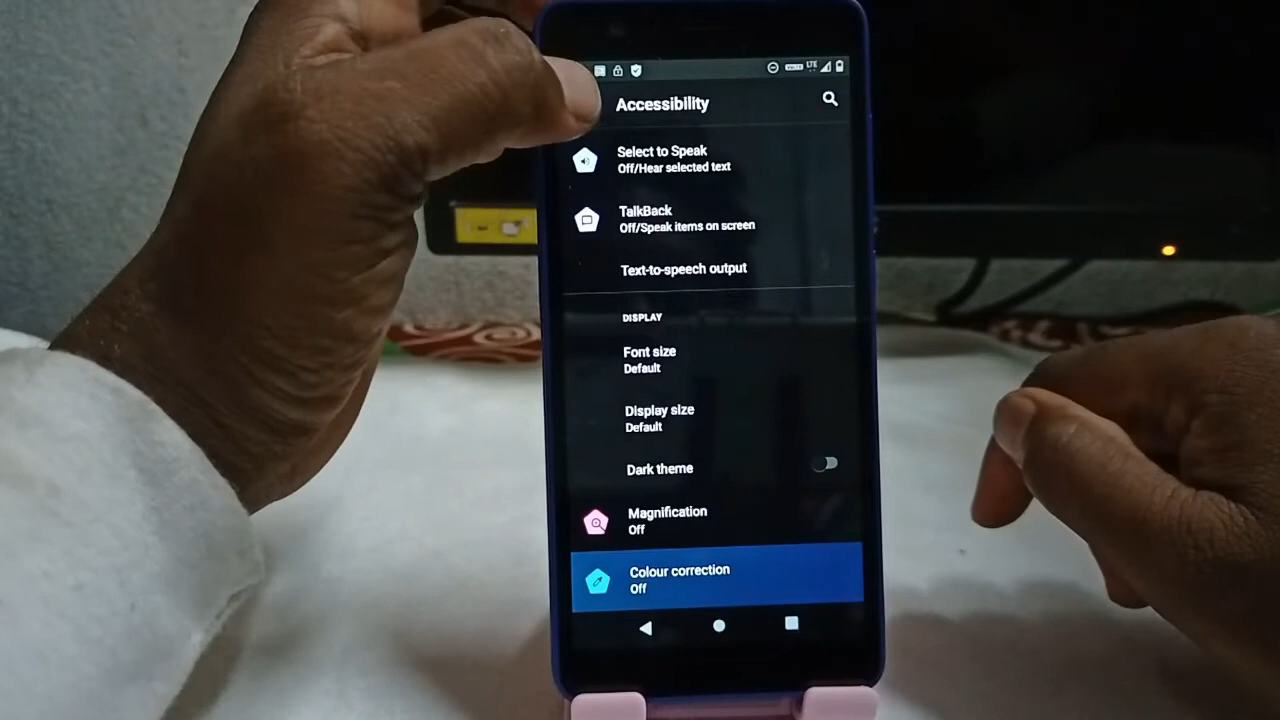 LTE
Accessibility
Select to Speak
Off/Hear selected text
TalkBack
Off/Speak items on screen
Text-to-speech output
DISPLAY
Font size
Default
Display size
Default
Dark theme
Magnification
Off
Colour correction
Off